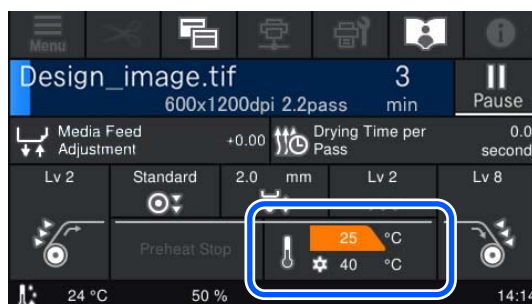 Menu
Design_image.tif
3
600x1200dpi 2.2pass
min
Pause
Media Feed
Adjustment
+0.00
Drying Time per
Pass
0.0
second
Lv 2
Standard
2.0 mm
Lv 2
Lv 8
Preheat Stop
25 °C
40 °C
24 °C
50 %
14:14